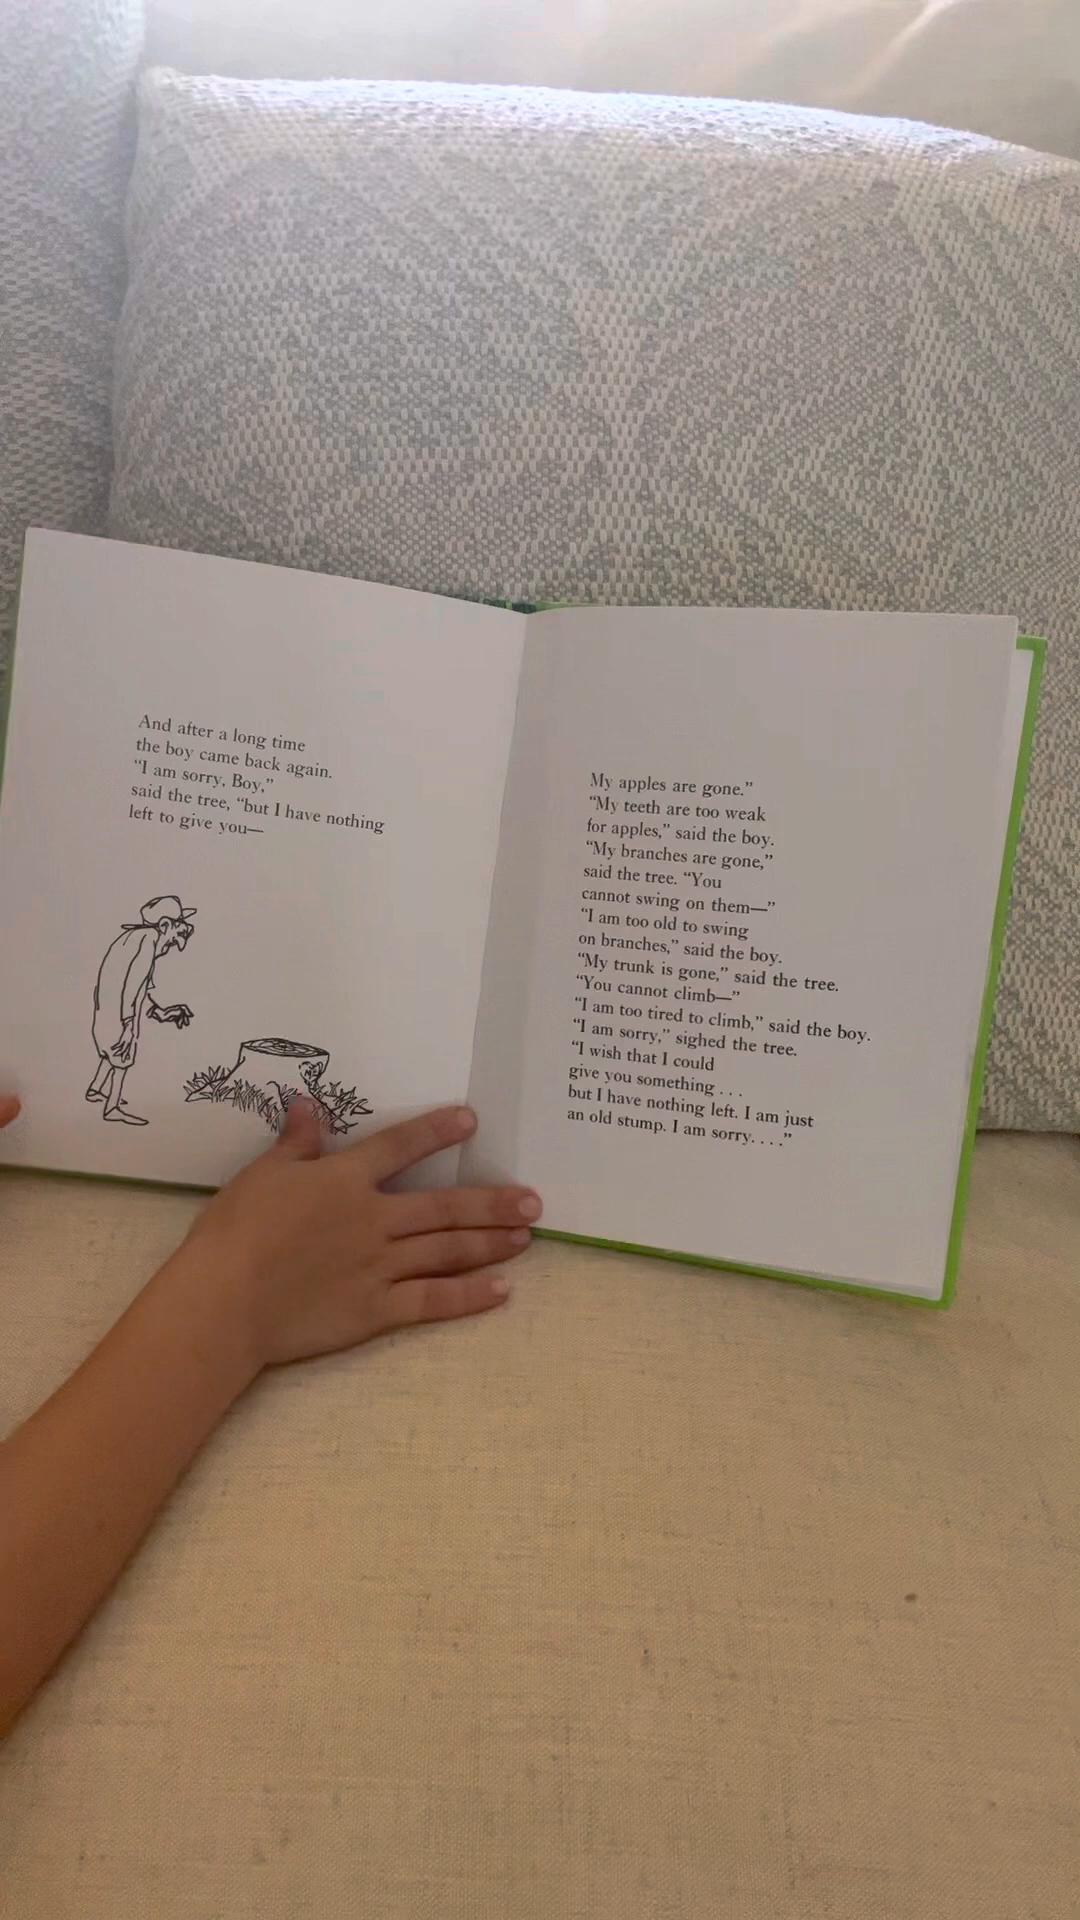 And after a long time
the boy came back again.
“I am sorry, Boy,”
said the tree, “but I have nothing
left to give you—
My apples are gone.”
“My teeth are too weak
for apples,” said the boy.
“My branches are gone,”
said the tree. “You
cannot swing on them—”
“I am too old to swing
on branches,” said the boy.
“My trunk is gone,” said the tree.
“You cannot climb—”
“I am too tired to climb,” said the boy.
“I am sorry,” sighed the tree.
“I wish that I could
give you something . . .
but I have nothing left. I am just
an old stump. I am sorry. . . .”